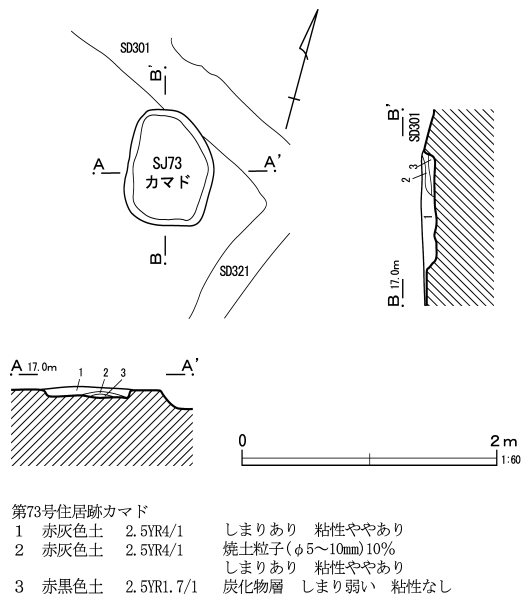 SD301
B'
A
SJ73
カマド
A'
B
SD321
B'
SD301
3
2
1
B 17.0m
A 17.0m
1
2
3
A'
0
2m
1:60
第73号住居跡カマド
1 赤灰色土 2.5YR4/1 しまりあり 粘性ややあり
2 赤灰色土 2.5YR4/1 焼土粒子(φ5～10mm)10%
しまりあり 粘性ややあり
3 赤黒色土 2.5YR1.7/1 炭化物層 しまり弱い 粘性なし